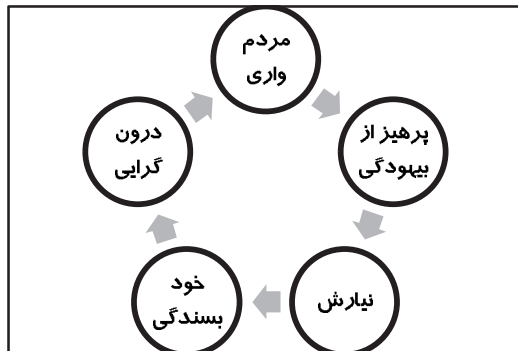 مردم
واری
پرهیز از
بیهودگی
نیارش
خود
بسندگی
درون
گرایی